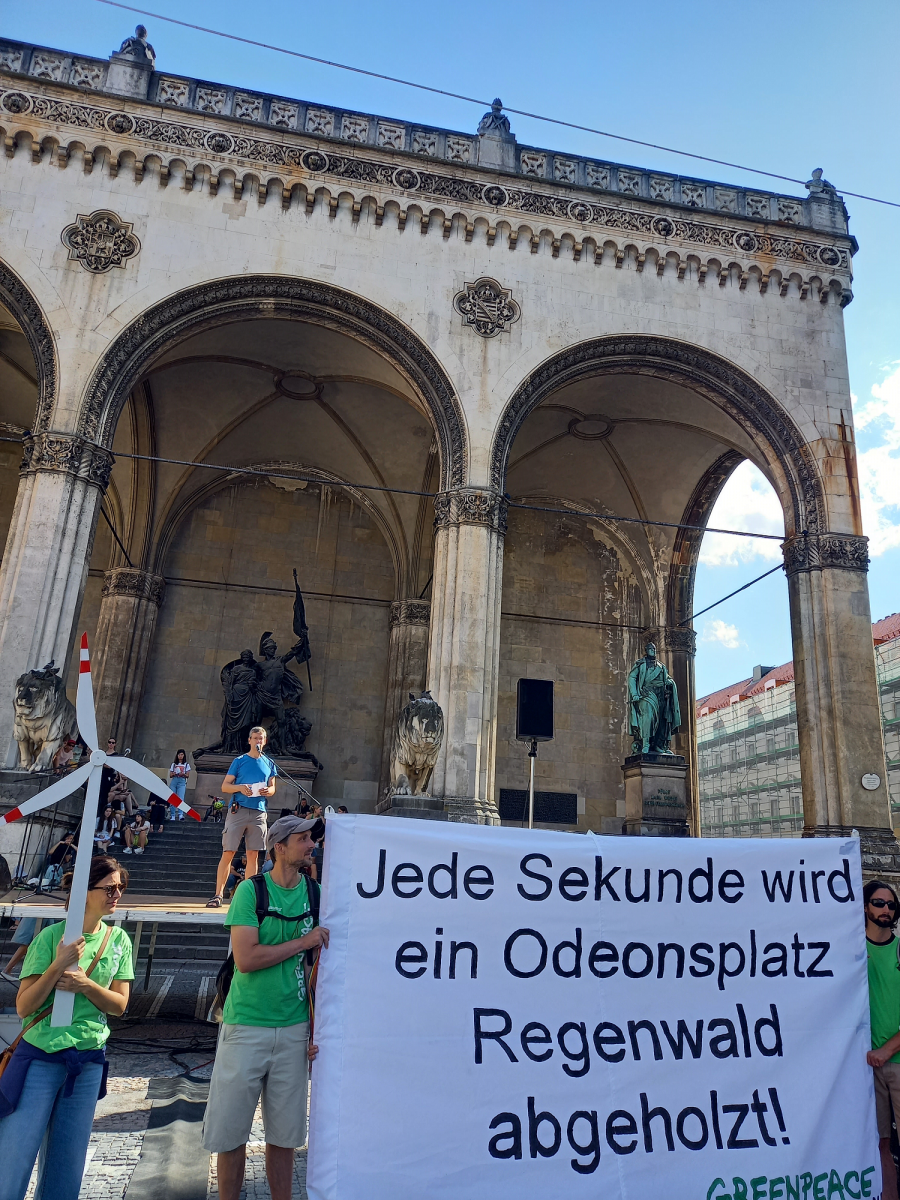 Jede Sekunde wird
ein Odeonsplatz
Regenwald
abgeholzt!
GREENPEACE